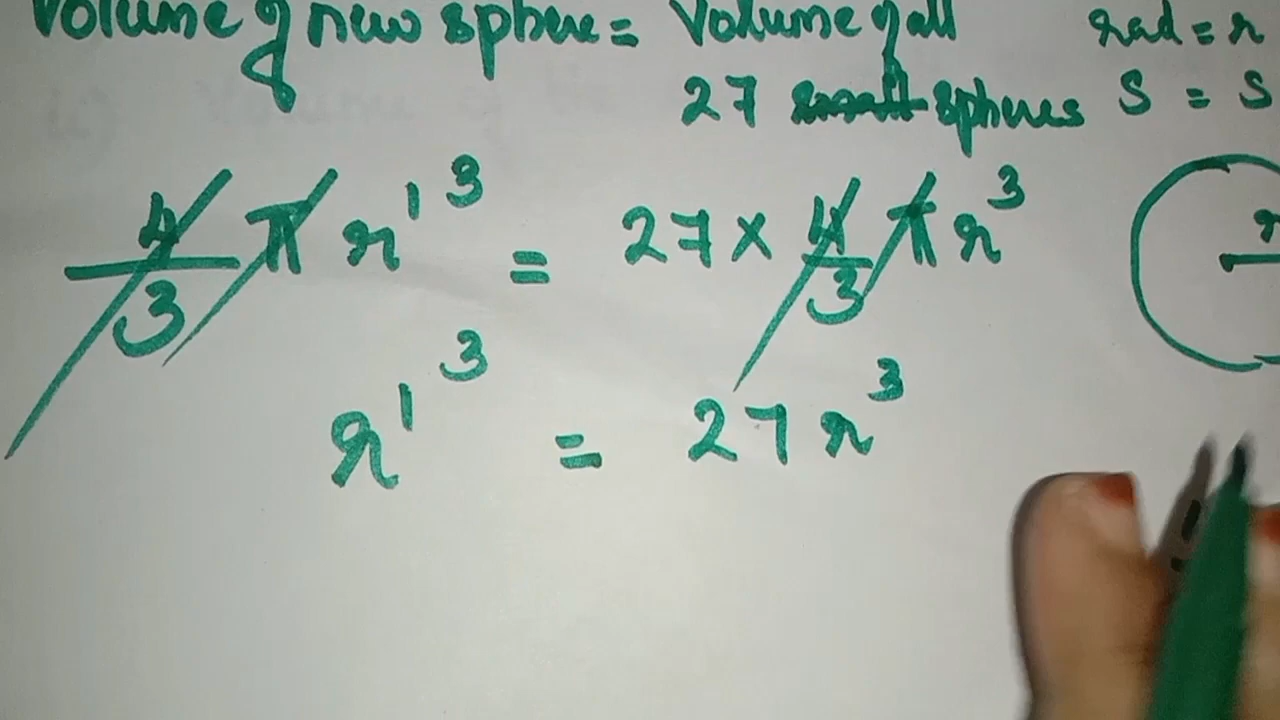 Volume of new sphere = Volume of all rad = r
27 spheres S = S
4/3 π r'³ = 27 × 4/3 π r³
r
r'³ = 27 r³